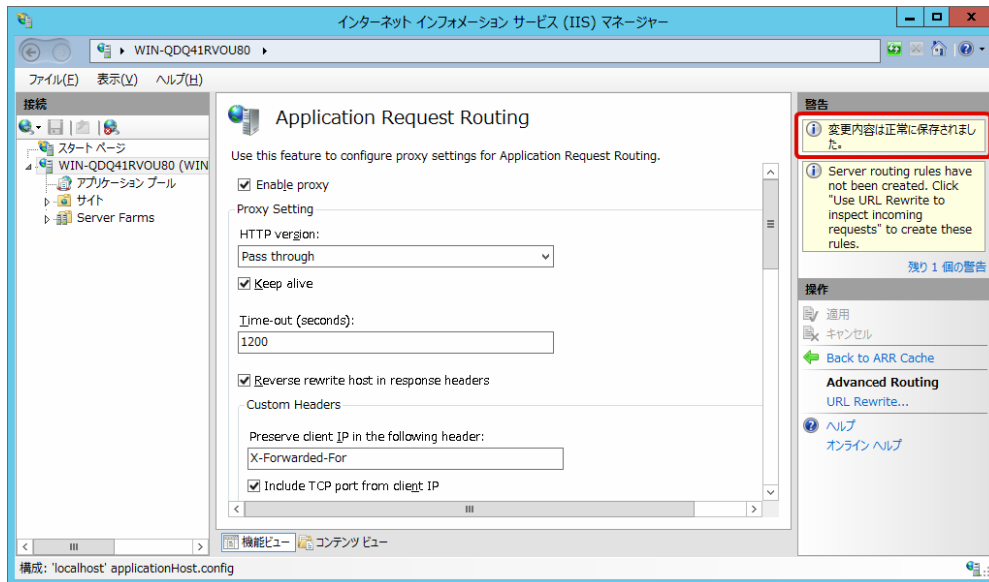 インターネット インフォメーション サービス (IIS) マネージャー
WIN-QDQ41RVOU80
ファイル(F) 表示(V) ヘルプ(H)
接続
スタート ページ
WIN-QDQ41RVOU80 (WIN
アプリケーション プール
サイト
Server Farms
Application Request Routing
Use this feature to configure proxy settings for Application Request Routing.
Enable proxy
Proxy Setting
HTTP version:
Pass through
Keep alive
Time-out (seconds):
1200
Reverse rewrite host in response headers
Custom Headers
Preserve client IP in the following header:
X-Forwarded-For
Include TCP port from client IP
機能ビュー コンテンツ ビュー
警告
変更内容は正常に保存されまし
た。
Server routing rules have
not been created. Click
"Use URL Rewrite to
inspect incoming
requests" to create these
rules.
残り 1 個の警告
操作
適用
キャンセル
Back to ARR Cache
Advanced Routing
URL Rewrite...
ヘルプ
オンライン ヘルプ
構成: 'localhost' applicationHost.config